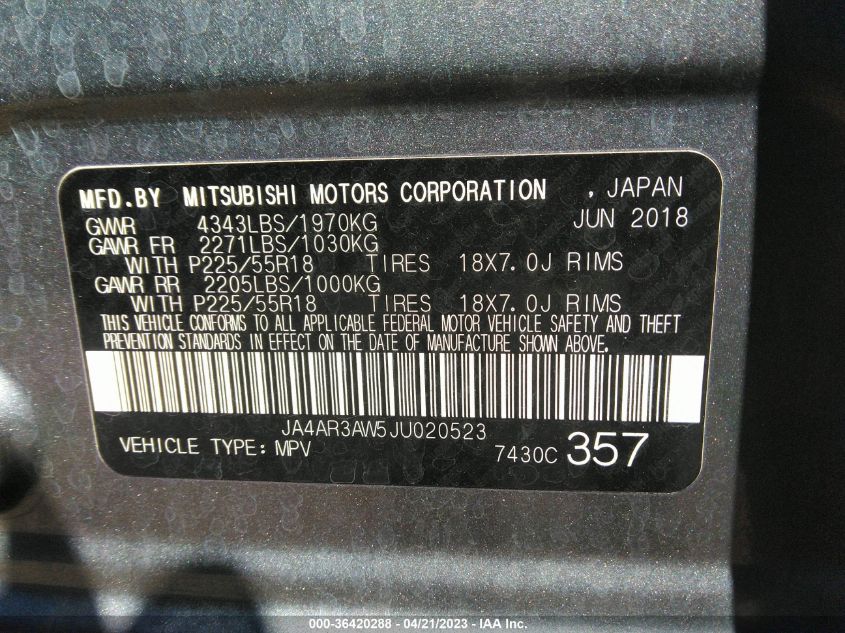 MFD.BY MITSUBISHI MOTORS CORPORATION , JAPAN
GVWR 4343LBS/1970KG JUN 2018
GAWR FR 2271LBS/1030KG
WITH P225/55R18 TIRES 18X7.0J RIMS
GAWR RR 2205LBS/1000KG
WITH P225/55R18 TIRES 18X7.0J RIMS
THIS VEHICLE CONFORMS TO ALL APPLICABLE FEDERAL MOTOR VEHICLE SAFETY AND THEFT
PREVENTION STANDARDS IN EFFECT ON THE DATE OF MANUFACTURE SHOWN ABOVE.
JA4AR3AW5JU020523
VEHICLE TYPE: MPV 7430C 357
000-36420288 - 04/21/2023 - IAA Inc.